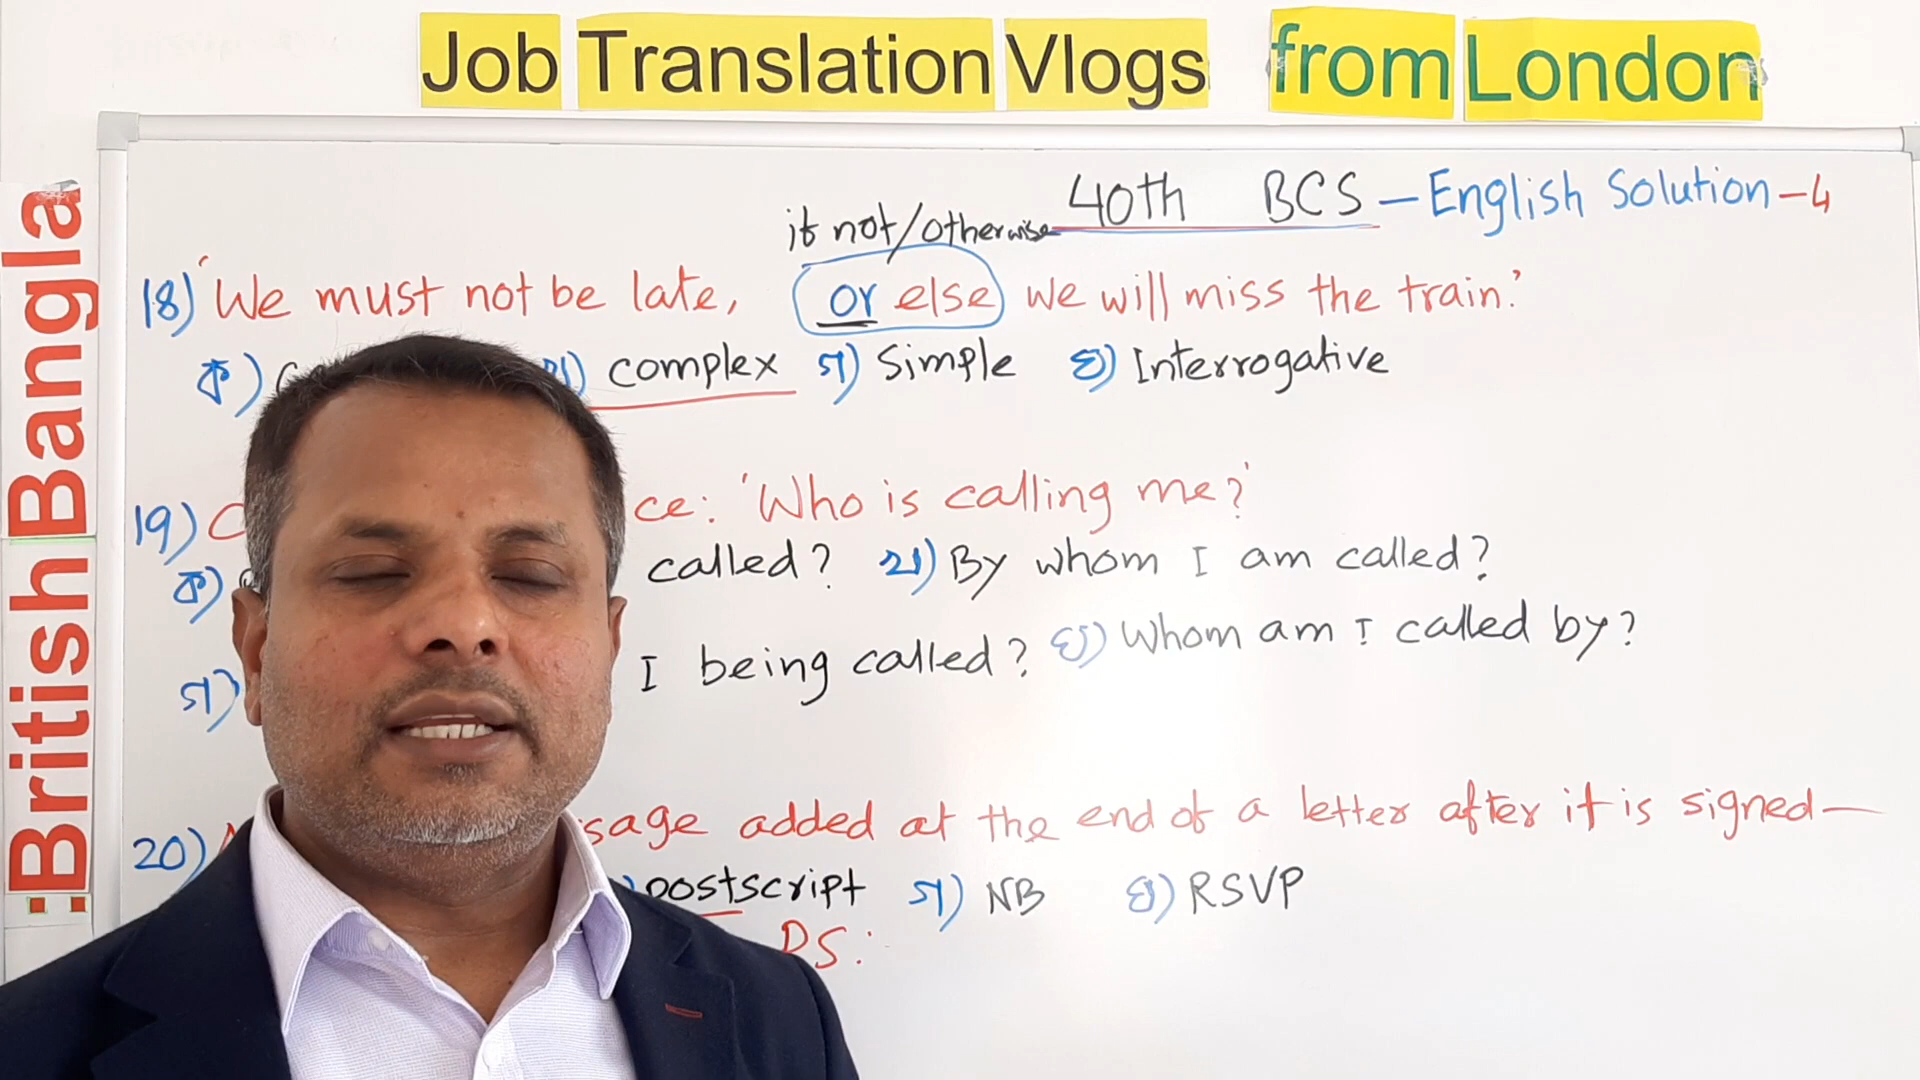 Job Translation Vlogs from London
British Bangla
40th BCS – English Solution – 4
if not/otherwise
18) 'We must not be late, or else we will miss the train.'
ক) complex গ) Simple ঘ) Interrogative
19) ce: 'Who is calling me?'
ক) called? খ) By whom I am called?
গ) I being called? ঘ) Whom am I called by?
20) sage added at the end of a letter after it is signed —
postscript গ) NB ঘ) RSVP
PS: